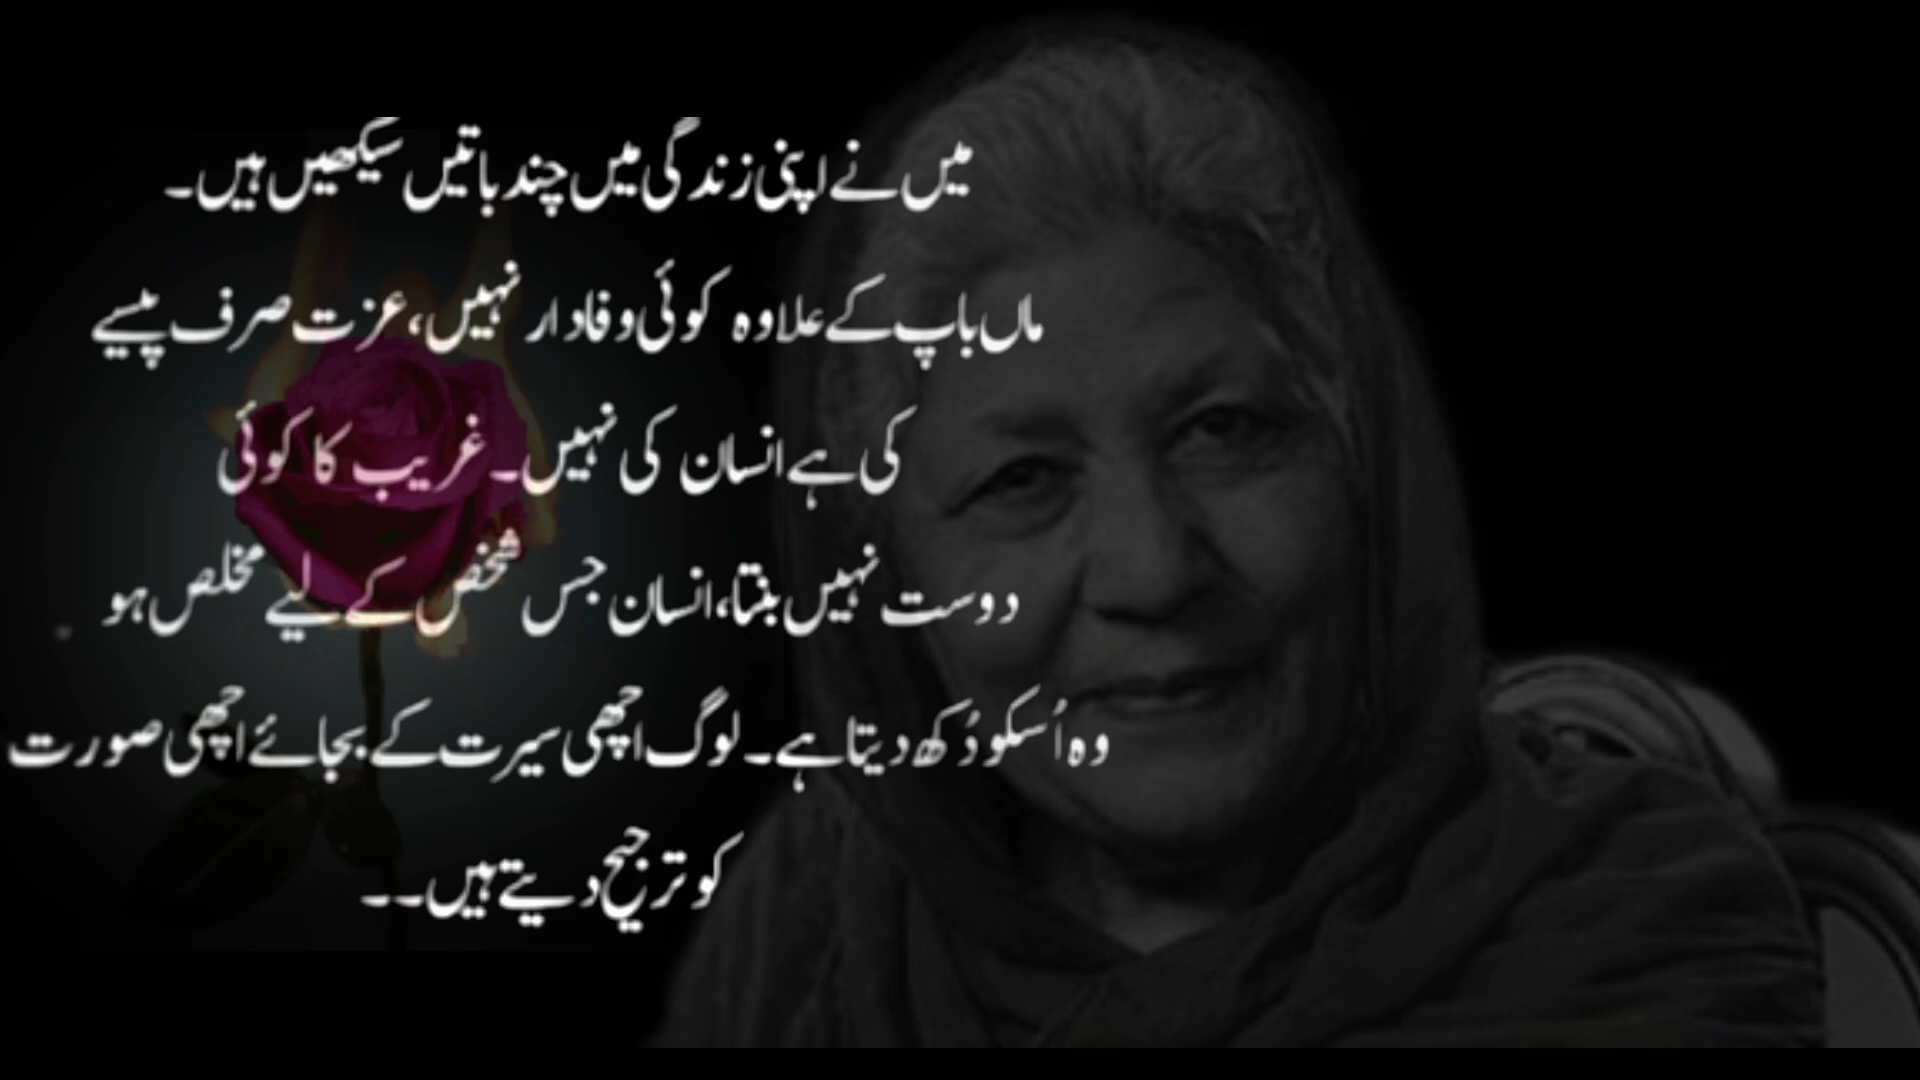 میں نے اپنی زندگی میں چند باتیں سیکھیں ہیں۔
ماں باپ کے علاوہ کوئی وفادار نہیں، عزت صرف پیسے
کی ہے انسان کی نہیں۔ غریب کا کوئی
دوست نہیں بنتا، انسان جس شخص کے لیے مخلص ہو
وہ اُسکو دُکھ دیتا ہے۔ لوگ اچھی سیرت کے بجائے اچھی صورت
کو ترجیح دیتے ہیں۔۔